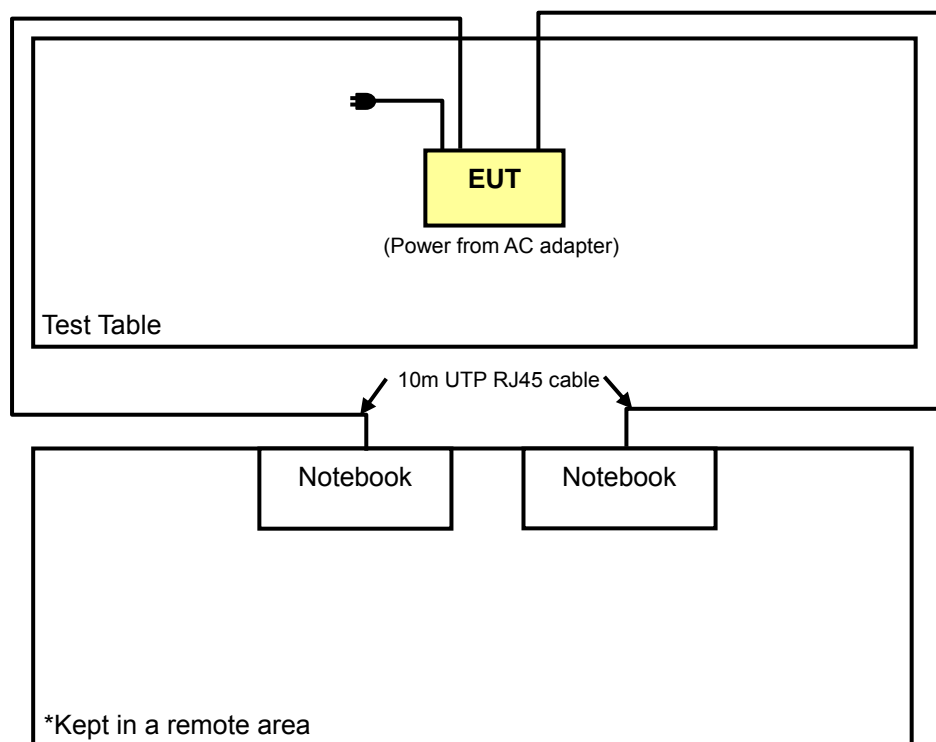 EUT
(Power from AC adapter)
Test Table
10m UTP RJ45 cable
Notebook
Notebook
*Kept in a remote area